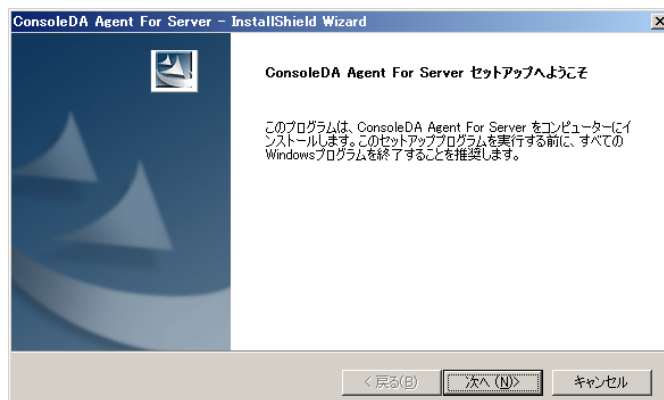 ConsoleDA Agent For Server - InstallShield Wizard
ConsoleDA Agent For Server セットアップへようこそ
このプログラムは、ConsoleDA Agent For Server をコンピューターにイ
ンストールします。このセットアッププログラムを実行する前に、すべての
Windowsプログラムを終了することを推奨します。
< 戻る(B)
次へ (N)>
キャンセル